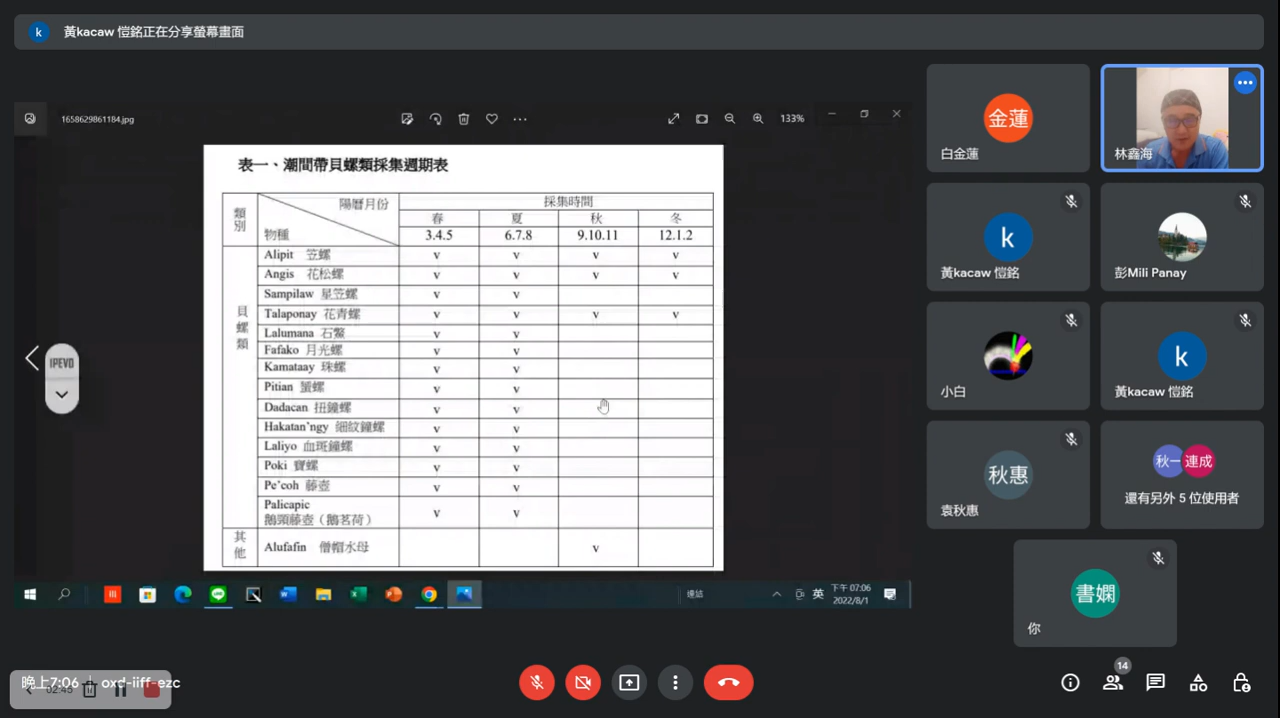 k 黃kacaw 愷銘正在分享螢幕畫面
1658629861184.jpg
133%
表一、潮間帶貝螺類採集週期表
類別
陽曆月份
物種
採集時間
春 夏 秋 冬
3.4.5 6.7.8 9.10.11 12.1.2
貝螺類
Alipit 笠螺 v v v v
Angis 花松螺 v v v v
Sampilaw 星笠螺 v v
Talaponay 花青螺 v v v v
Lalumana 石鱉 v v
Fafako 月光螺 v v
Kamataay 珠螺 v v
Pitian 蜑螺 v v
Dadacan 扭鐘螺 v v
Hakatan'ngy 細紋鐘螺 v v
Laliyo 血斑鐘螺 v v
Poki 寶螺 v v
Pe'coh 藤壺 v v
Palicapic
鵝頸藤壺（鵝茗荷） v v
其他
Alufafin 僧帽水母 v
IPEVO
英
下午 07:06
2022/8/1
金蓮
白金蓮
林鑫海
k
黃kacaw 愷銘
彭Mili Panay
小白
k
黃kacaw 愷銘
秋惠
袁秋惠
秋一 連成
還有另外 5 位使用者
書嫻
你
晚上7:06 | oxd-iiff-ezc
02:45
14